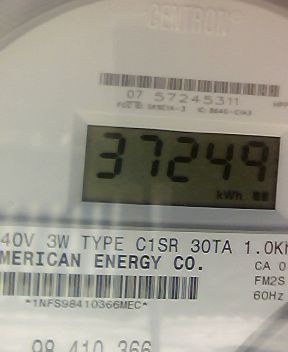 CENTRON®
07 57245311
37249
kWh
40V 3W TYPE C1SR 30TA 1.0K
MERICAN ENERGY CO.
CA 0
FM2S
*1NFS98410366MEC*
60Hz
98 410 366